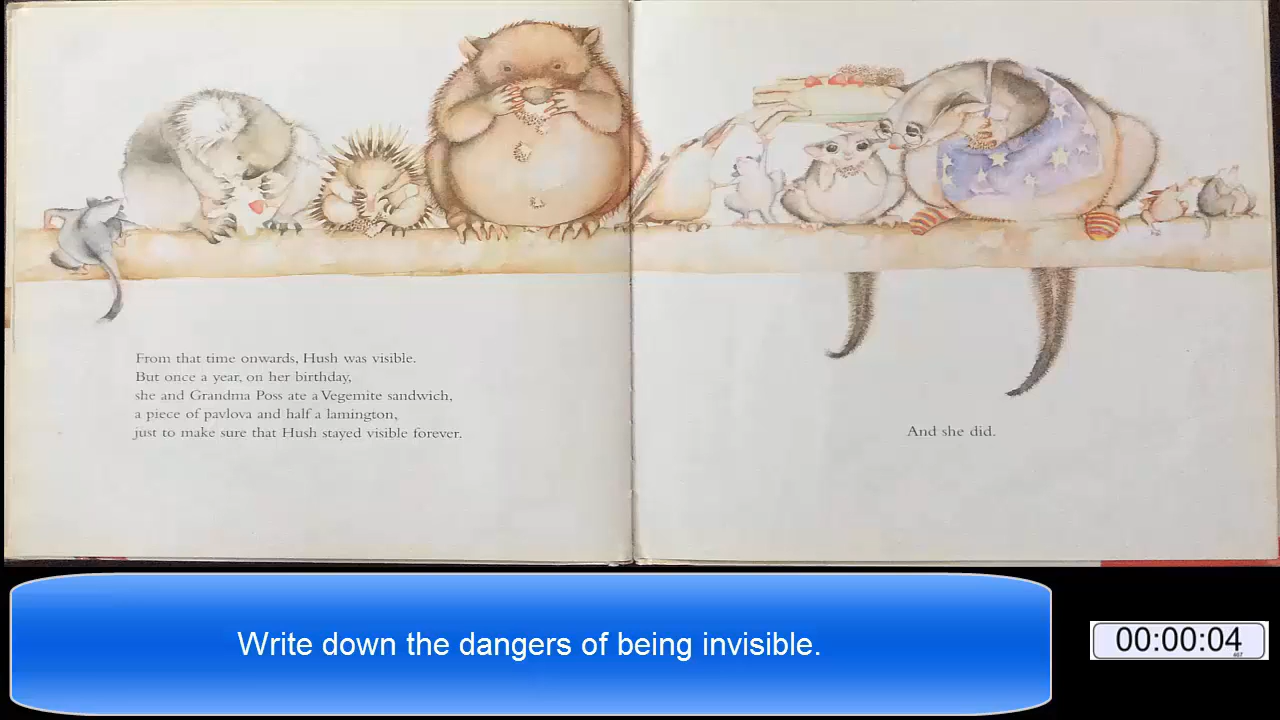 From that time onwards, Hush was visible.
But once a year, on her birthday,
she and Grandma Poss ate a Vegemite sandwich,
a piece of pavlova and half a lamington,
just to make sure that Hush stayed visible forever.
And she did.
Write down the dangers of being invisible.
00:00:04
467